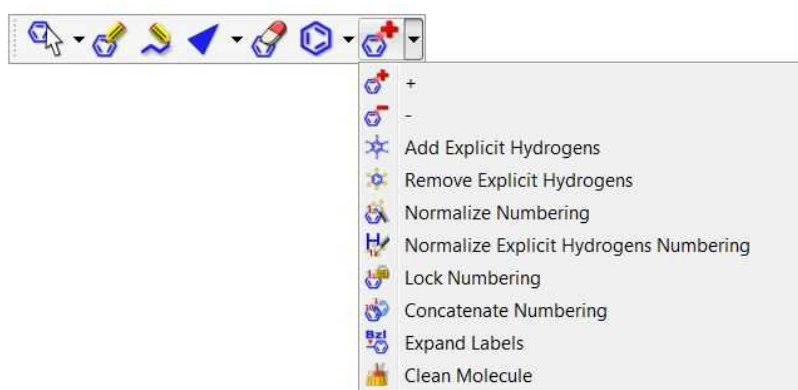 +
-
Add Explicit Hydrogens
Remove Explicit Hydrogens
Normalize Numbering
Normalize Explicit Hydrogens Numbering
Lock Numbering
Concatenate Numbering
Bzl
Expand Labels
Clean Molecule